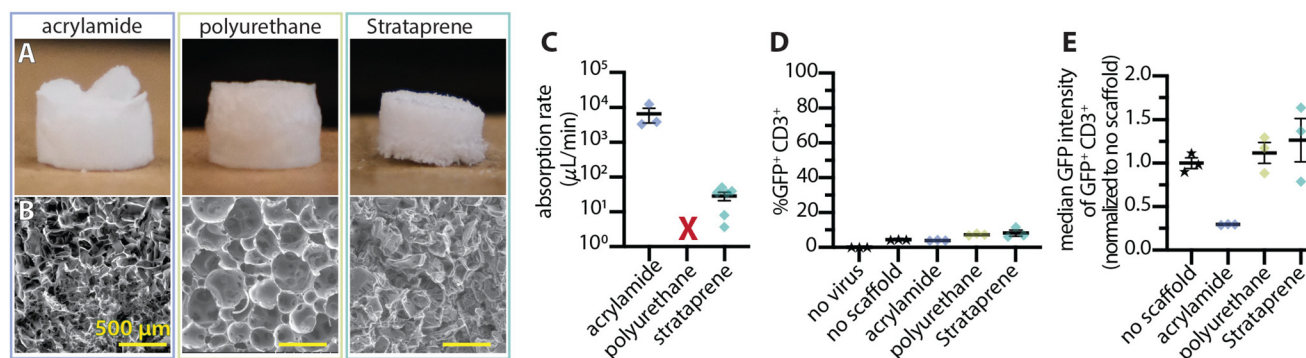 acrylamide
polyurethane
Strataprene
A
B
500 µm
C
absorption rate
(µL/min)
10⁵
10⁴
10³
10²
10¹
10⁰
X
acrylamide
polyurethane
strataprene
D
%GFP⁺ CD3⁺
100
80
60
40
20
0
no virus
no scaffold
acrylamide
polyurethane
Strataprene
E
median GFP intensity
of GFP⁺ CD3⁺
(normalized to no scaffold)
2.0
1.5
1.0
0.5
0.0
no scaffold
acrylamide
polyurethane
Strataprene